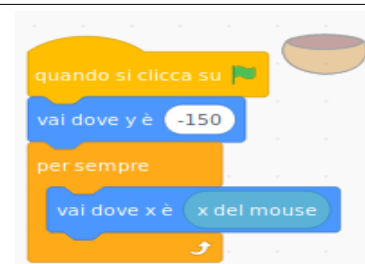 quando si clicca su
vai dove y è -150
per sempre
vai dove x è x del mouse